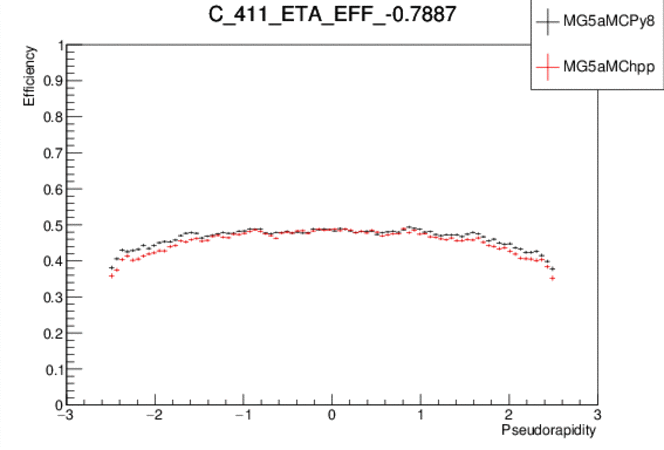 C_411_ETA_EFF_-0.7887
MG5aMCPy8
MG5aMChpp
Efficiency
1
0.9
0.8
0.7
0.6
0.5
0.4
0.3
0.2
0.1
0
−3 −2 −1 0 1 2 3
Pseudorapidity